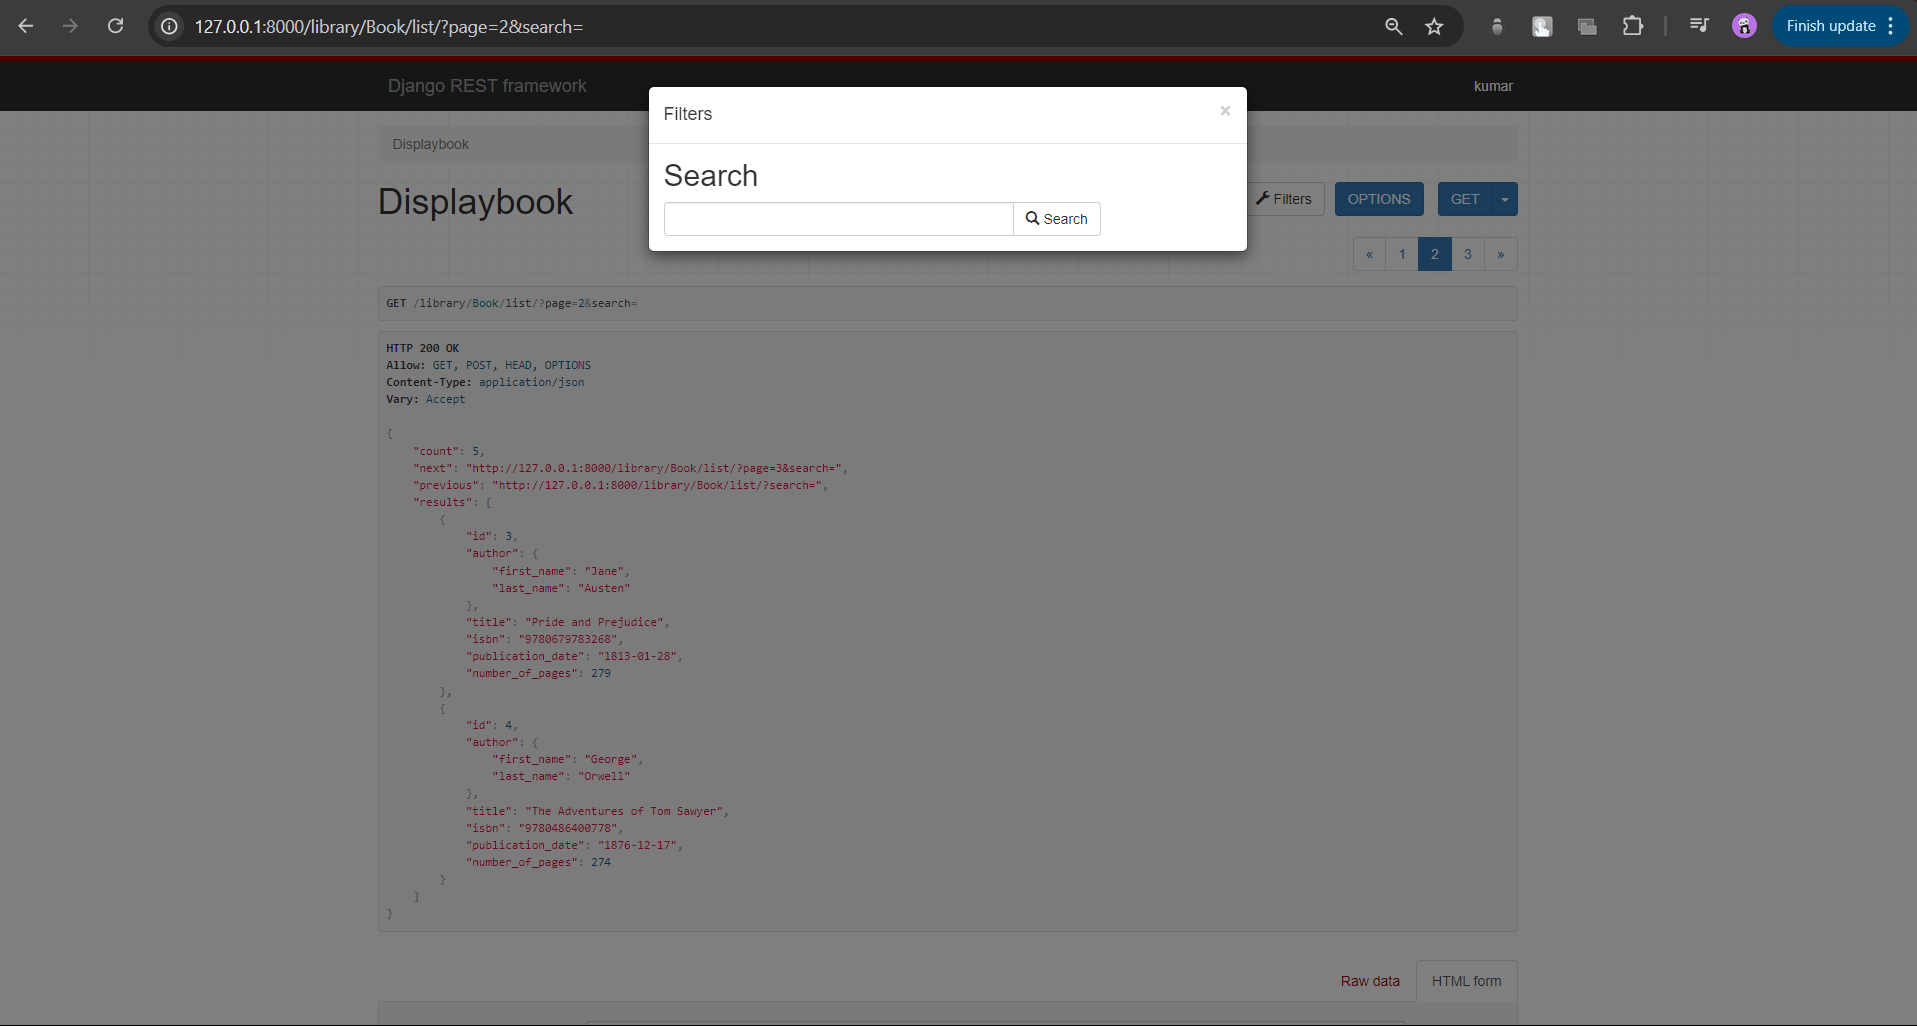 127.0.0.1:8000/library/Book/list/?page=2&search=
Finish update
Django REST framework
kumar
Filters
×
Displaybook
Search
Search
Displaybook
Filters
OPTIONS
GET
« 1 2 3 »
GET /library/Book/list/?page=2&search=
HTTP 200 OK
Allow: GET, POST, HEAD, OPTIONS
Content-Type: application/json
Vary: Accept
{
    "count": 5,
    "next": "http://127.0.0.1:8000/library/Book/list/?page=3&search=",
    "previous": "http://127.0.0.1:8000/library/Book/list/?search=",
    "results": [
        {
            "id": 3,
            "author": {
                "first_name": "Jane",
                "last_name": "Austen"
            },
            "title": "Pride and Prejudice",
            "isbn": "9780679783268",
            "publication_date": "1813-01-28",
            "number_of_pages": 279
        },
        {
            "id": 4,
            "author": {
                "first_name": "George",
                "last_name": "Orwell"
            },
            "title": "The Adventures of Tom Sawyer",
            "isbn": "9780486400778",
            "publication_date": "1876-12-17",
            "number_of_pages": 274
        }
    ]
}
Raw data
HTML form